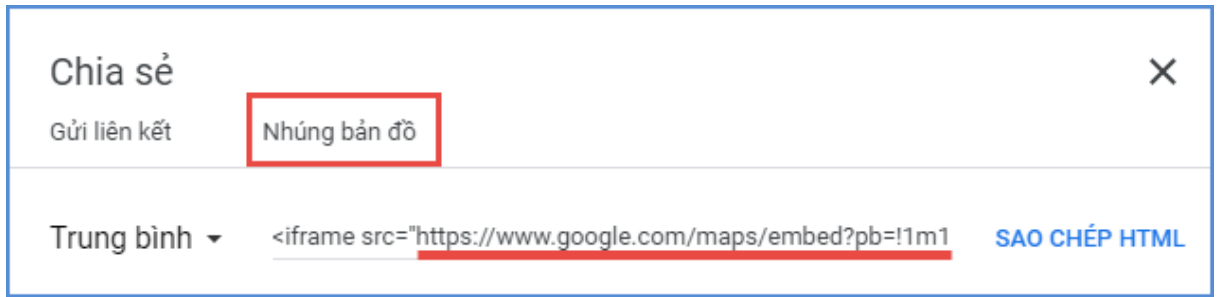 Chia sẻ
Gửi liên kết Nhúng bản đồ
Trung bình <iframe src="https://www.google.com/maps/embed?pb=!1m1 SAO CHÉP HTML